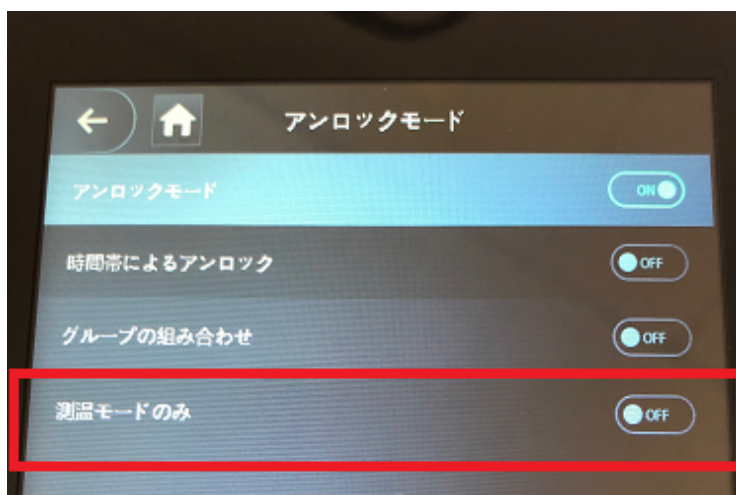 アンロックモード
アンロックモード ON
時間帯によるアンロック OFF
グループの組み合わせ OFF
测温モードのみ OFF